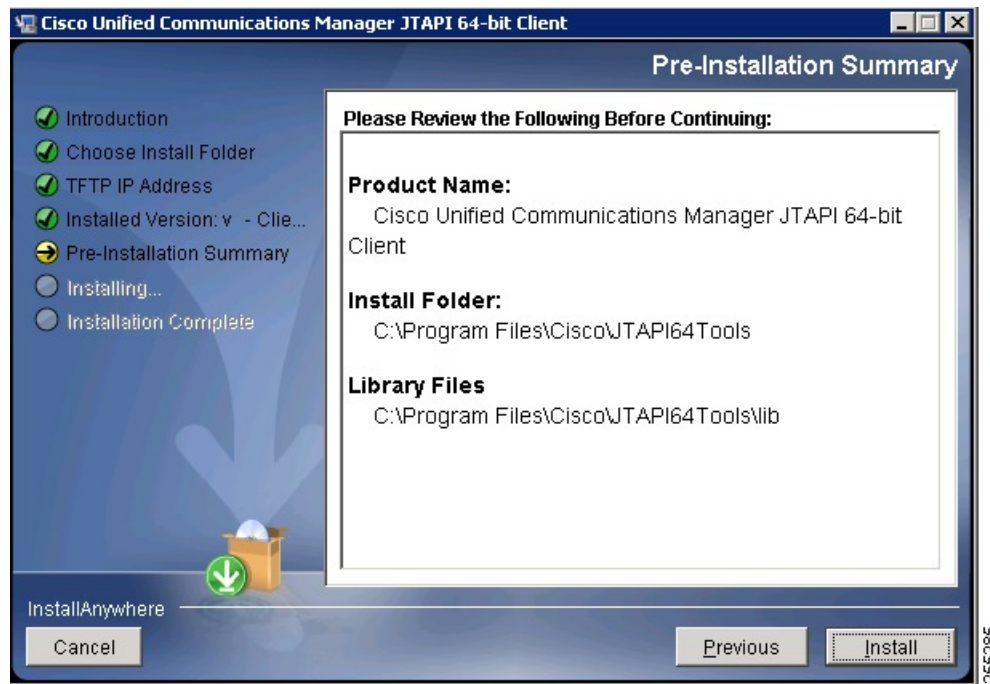 Cisco Unified Communications Manager JTAPI 64-bit Client
Pre-Installation Summary
Introduction
Choose Install Folder
TFTP IP Address
Installed Version: v - Clie...
Pre-Installation Summary
Installing...
Installation Complete
Please Review the Following Before Continuing:
Product Name:
Cisco Unified Communications Manager JTAPI 64-bit
Client
Install Folder:
C:\Program Files\Cisco\JTAPI64Tools
Library Files
C:\Program Files\Cisco\JTAPI64Tools\lib
InstallAnywhere
Cancel
Previous
Install